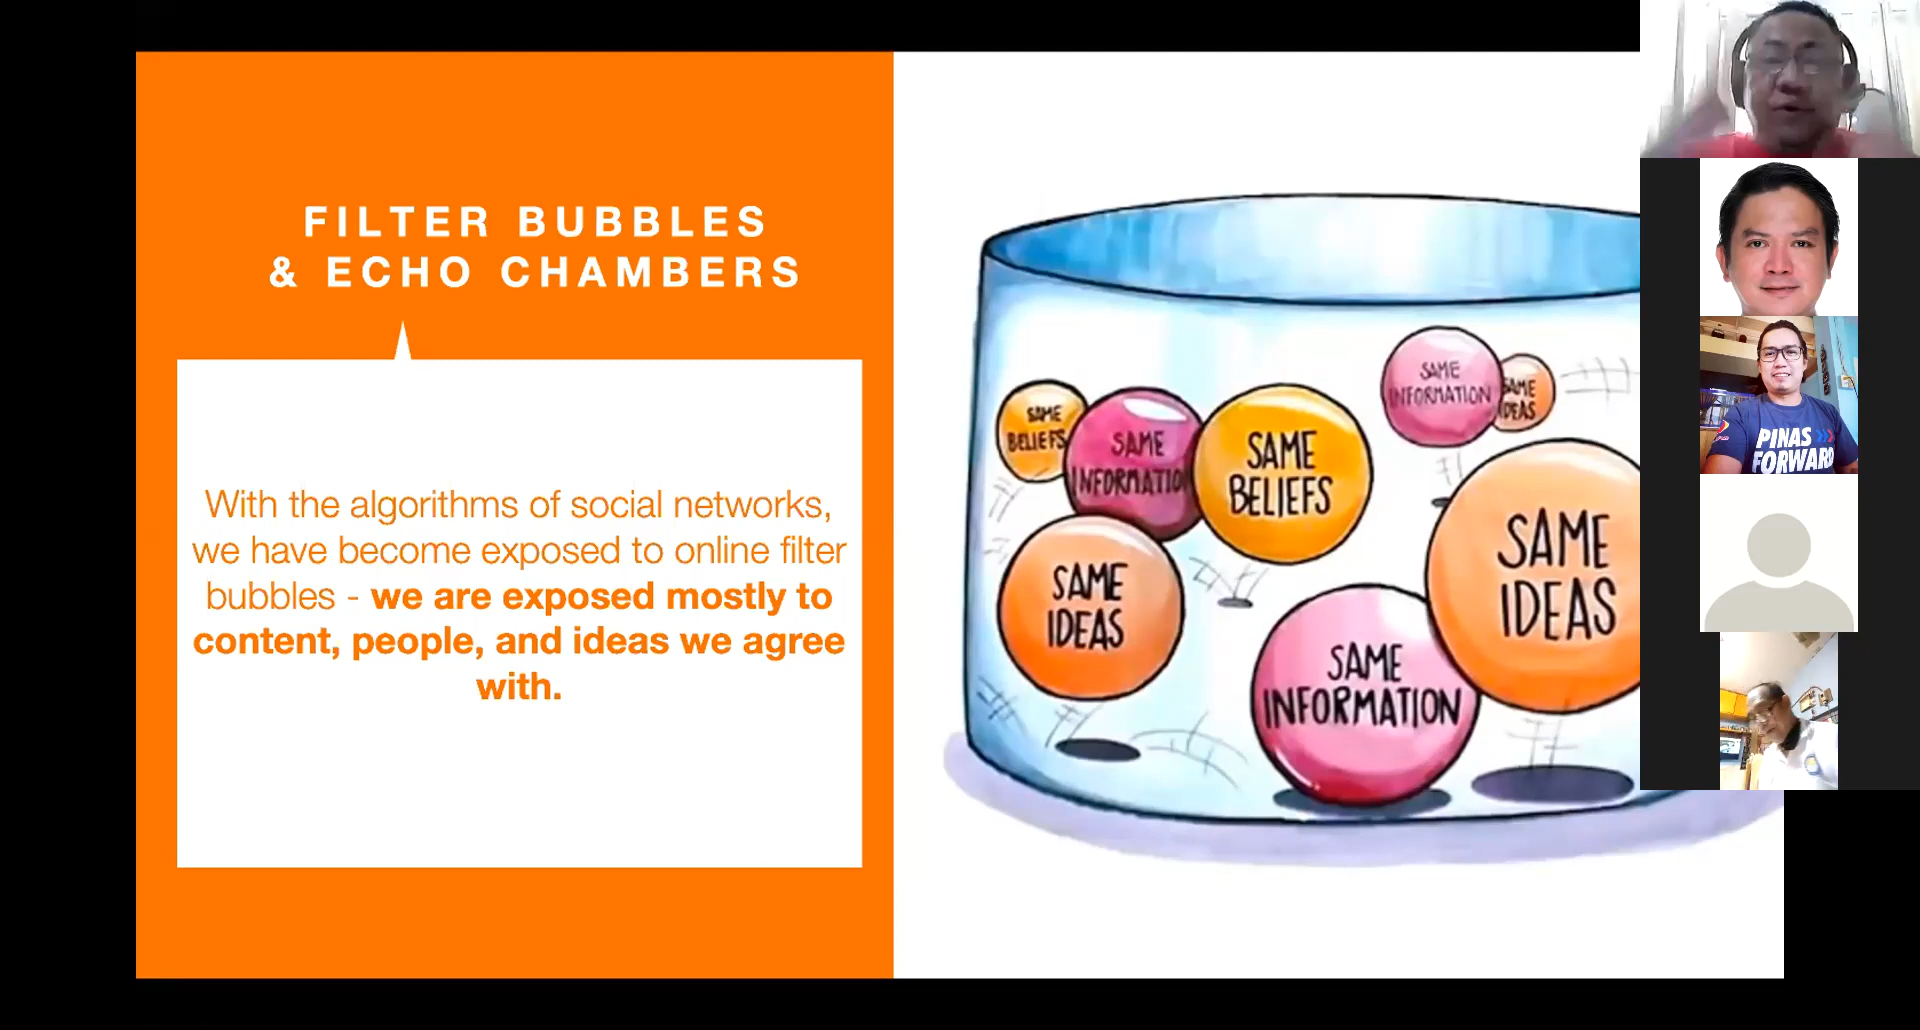 FILTER BUBBLES
& ECHO CHAMBERS
With the algorithms of social networks,
we have become exposed to online filter
bubbles - we are exposed mostly to
content, people, and ideas we agree
with.
SAME
BELIEFS
SAME
INFORMATIO
SAME
BELIEFS
SAME
INFORMATION
SAME
IDEAS
SAME
IDEAS
SAME
INFORMATION
SAME
IDEAS
PINAS
FORWARD